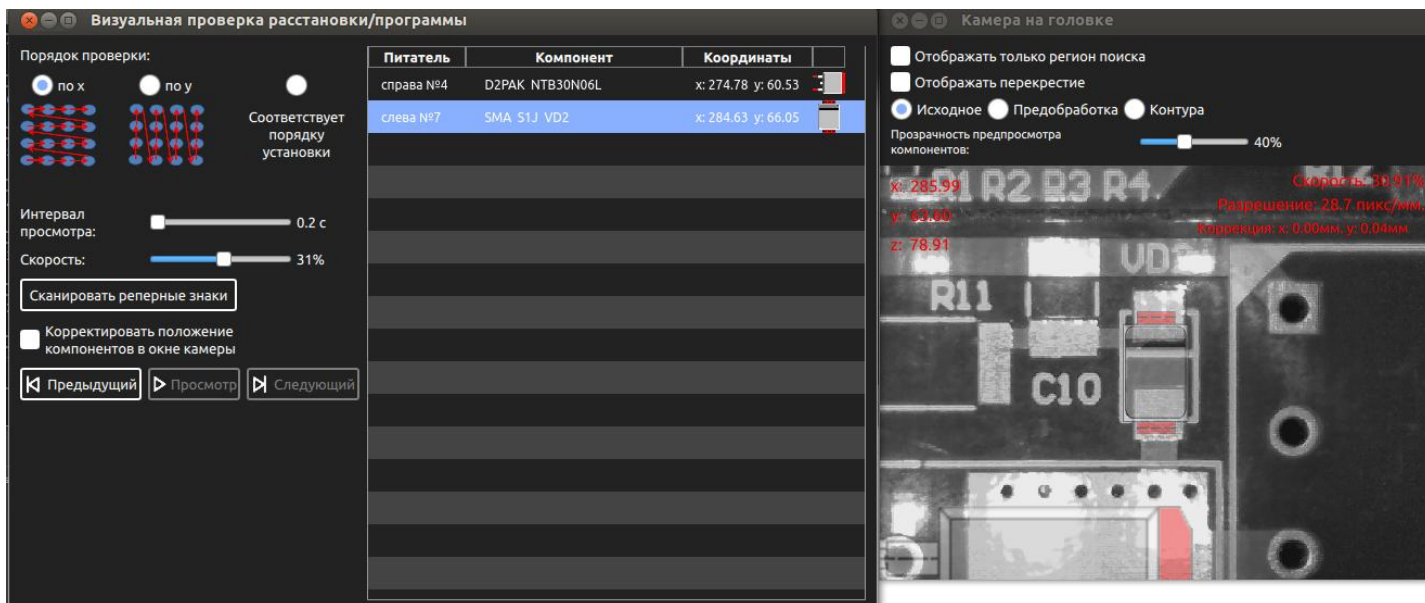 Визуальная проверка расстановки/программы
Порядок проверки:
по x
по y
Соответствует
порядку
установки
Интервал
просмотра:
0.2 с
Скорость:
31%
Сканировать реперные знаки
Корректировать положение
компонентов в окне камеры
Предыдущий
Просмотр
Следующий
Питатель Компонент Координаты
справа №4 D2PAK NTB30N06L x: 274.78 y: 60.53
слева №7 SMA S1J VD2 x: 284.63 y: 66.05
Камера на головке
Отображать только регион поиска
Отображать перекрестие
Исходное Предобработка Контура
Прозрачность предпросмотра
компонентов:
40%
x: 285.99
y: 63.60
z: 78.91
Скорость: 30.91%
Разрешение: 28.7 пикс/мм.
Коррекция: x: 0.00мм. y: 0.04мм
R1 R2 R3 R4
R11
C10